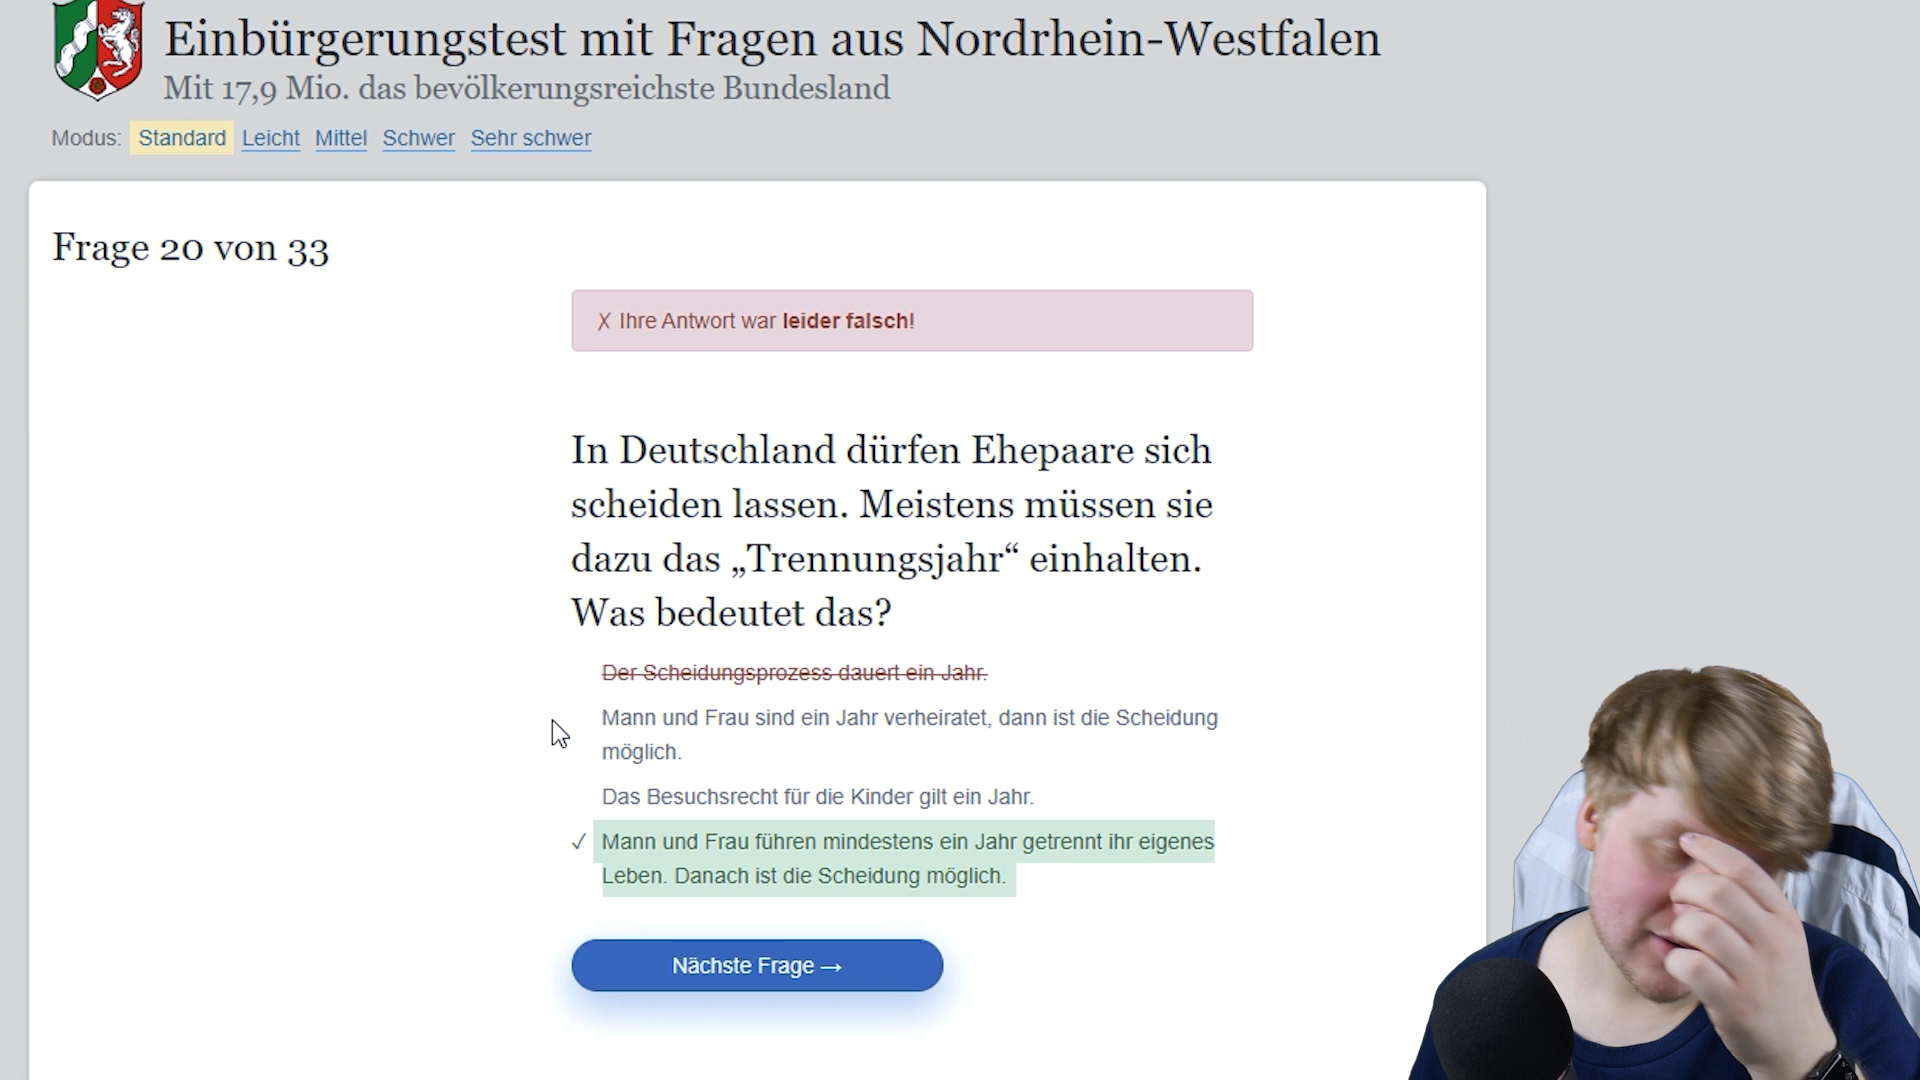 Einbürgerungstest mit Fragen aus Nordrhein-Westfalen
Mit 17,9 Mio. das bevölkerungsreichste Bundesland
Modus: Standard Leicht Mittel Schwer Sehr schwer
Frage 20 von 33
✗ Ihre Antwort war leider falsch!
In Deutschland dürfen Ehepaare sich
scheiden lassen. Meistens müssen sie
dazu das „Trennungsjahr“ einhalten.
Was bedeutet das?
Der Scheidungsprozess dauert ein Jahr.
Mann und Frau sind ein Jahr verheiratet, dann ist die Scheidung
möglich.
Das Besuchsrecht für die Kinder gilt ein Jahr.
✓ Mann und Frau führen mindestens ein Jahr getrennt ihr eigenes
Leben. Danach ist die Scheidung möglich.
Nächste Frage →